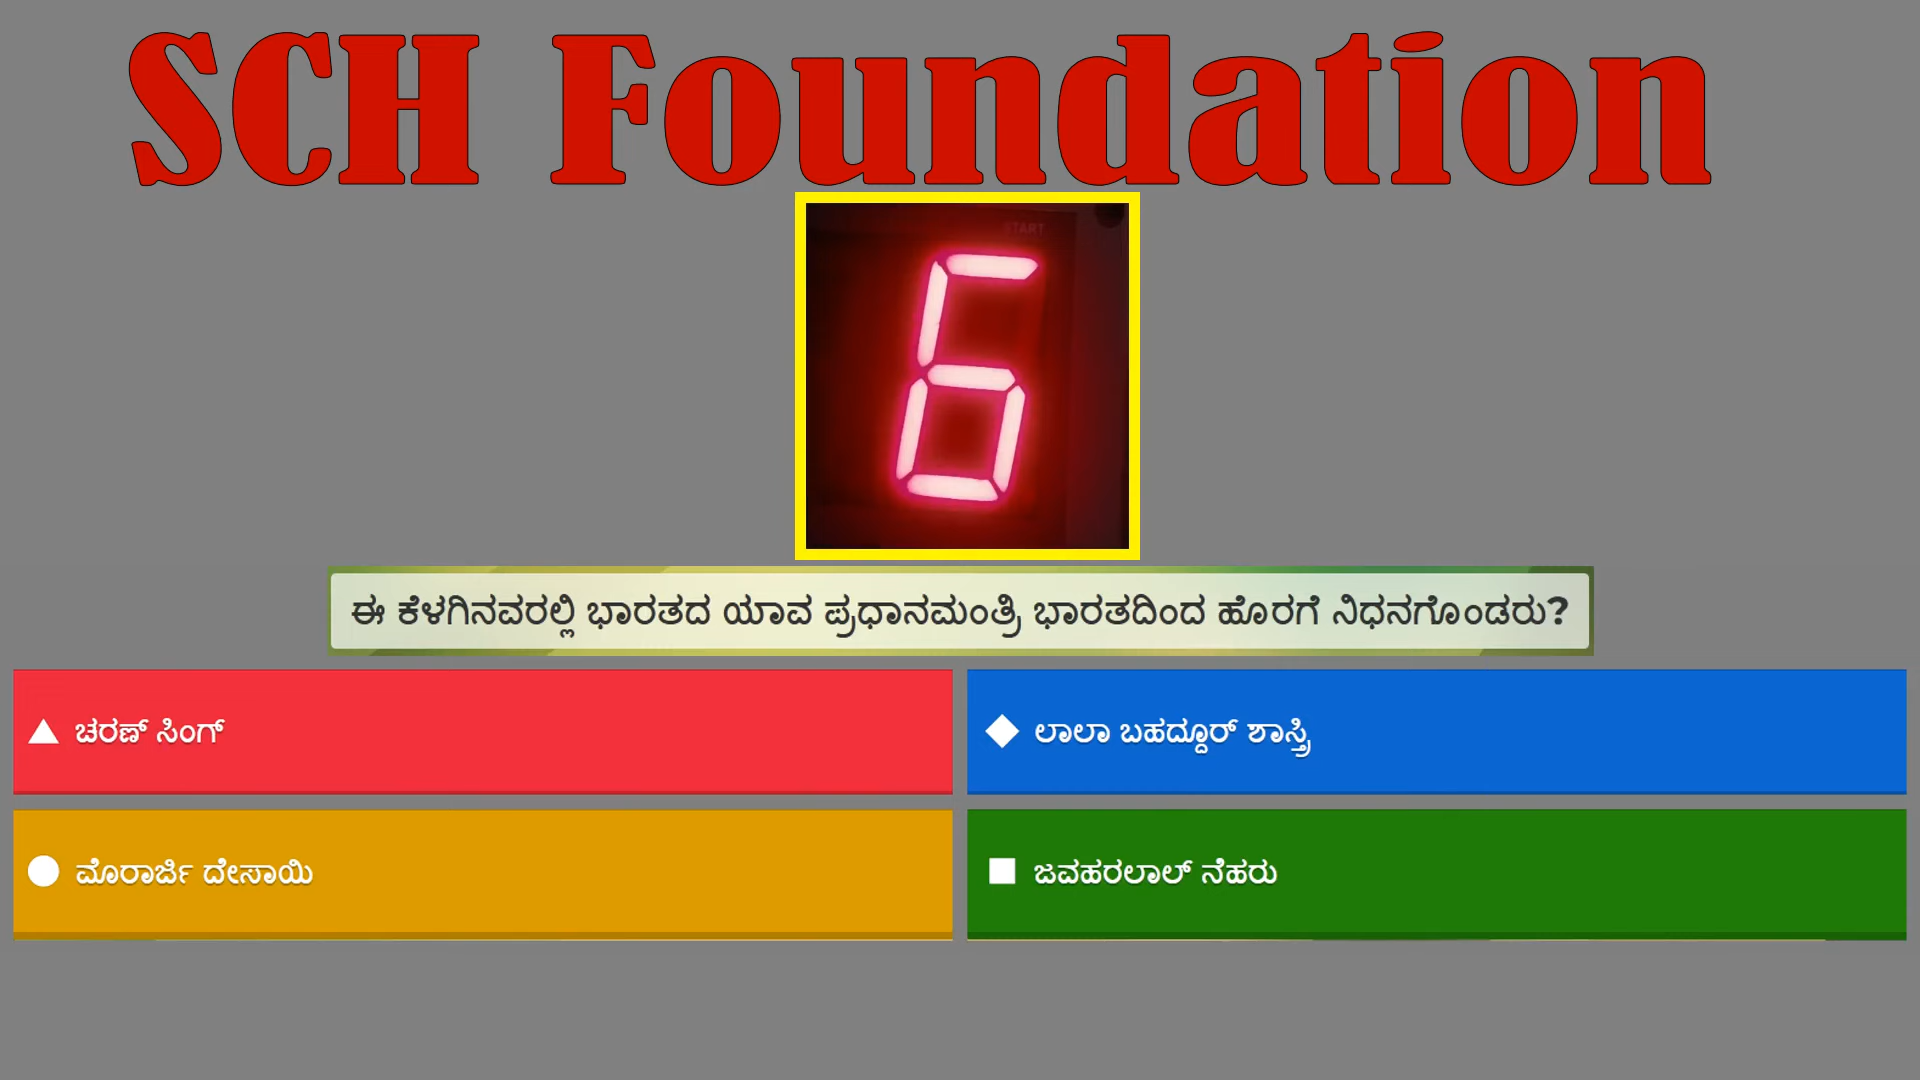 SCH Foundation
START
6
ಈ ಕೆಳಗಿನವರಲ್ಲಿ ಭಾರತದ ಯಾವ ಪ್ರಧಾನಮಂತ್ರಿ ಭಾರತದಿಂದ ಹೊರಗೆ ನಿಧನಗೊಂಡರು?
ಚರಣ್ ಸಿಂಗ್
ಲಾಲಾ ಬಹದ್ದೂರ್ ಶಾಸ್ತ್ರಿ
ಮೊರಾರ್ಜಿ ದೇಸಾಯಿ
ಜವಹರಲಾಲ್ ನೆಹರು